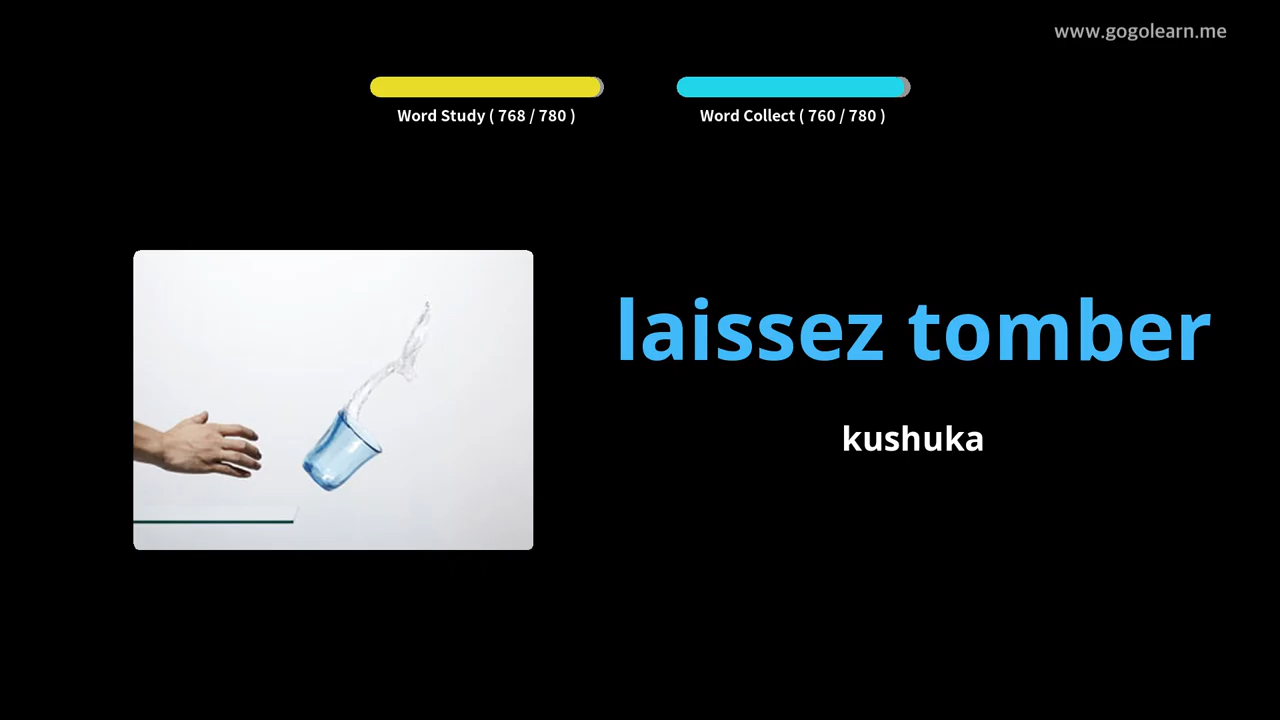 www.gogolearn.me
Word Study ( 768 / 780 )
Word Collect ( 760 / 780 )
laissez tomber
kushuka